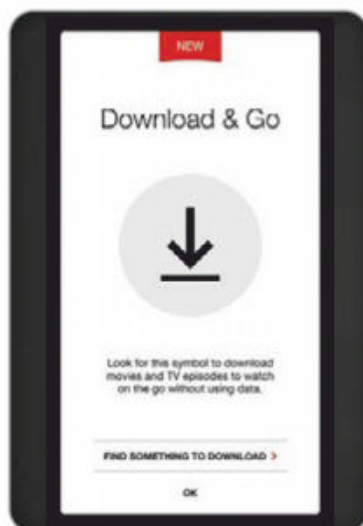 NEW
Download & Go
Look for this symbol to download
movies and TV episodes to watch
on the go without using data.
FIND SOMETHING TO DOWNLOAD >
OK